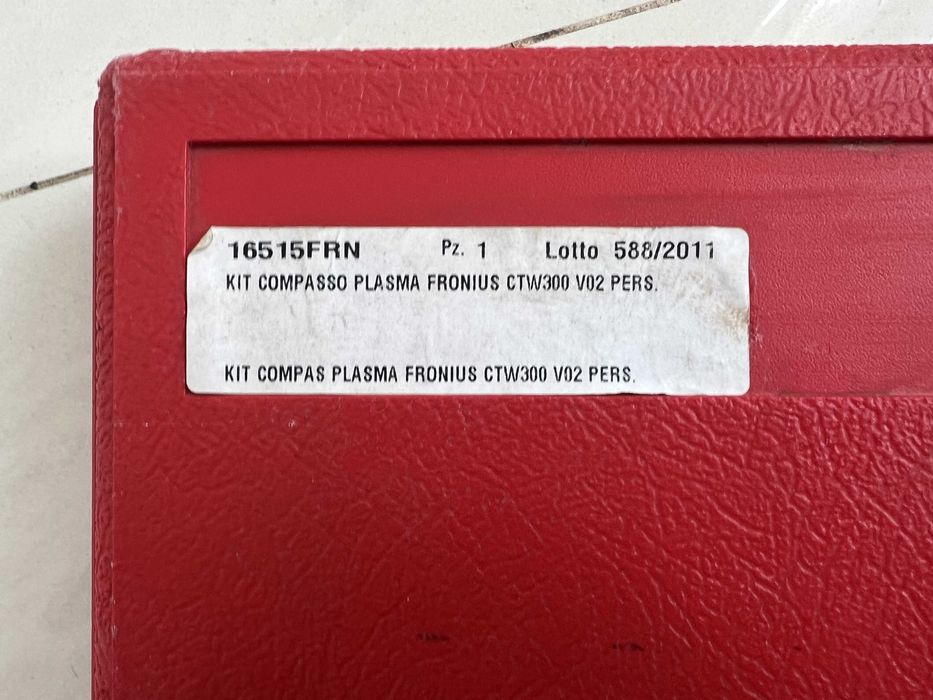 16515FRN Pz. 1 Lotto 588/2011
KIT COMPASSO PLASMA FRONIUS CTW300 V02 PERS.
KIT COMPAS PLASMA FRONIUS CTW300 V02 PERS.